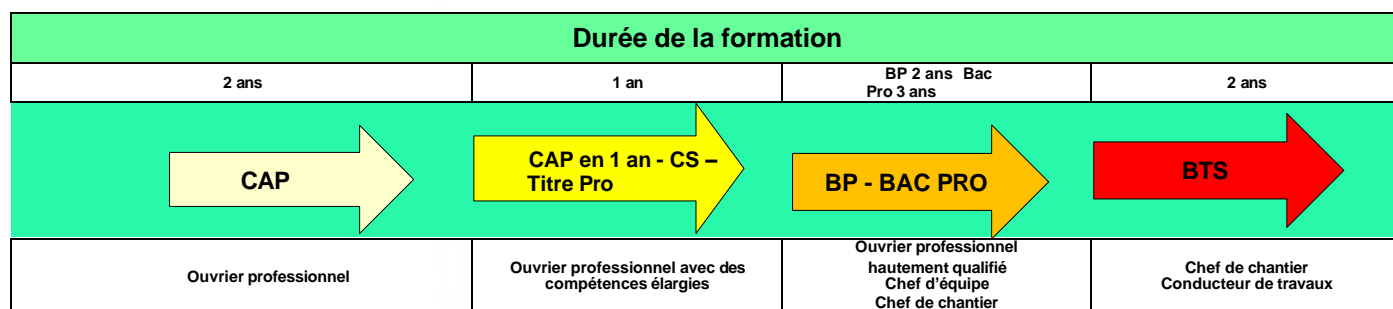 Durée de la formation
2 ans
1 an
BP 2 ans Bac
Pro 3 ans
2 ans
CAP
CAP en 1 an - CS –
Titre Pro
BP - BAC PRO
BTS
Ouvrier professionnel
Ouvrier professionnel avec des
compétences élargies
Ouvrier professionnel
hautement qualifié
Chef d’équipe
Chef de chantier
Chef de chantier
Conducteur de travaux